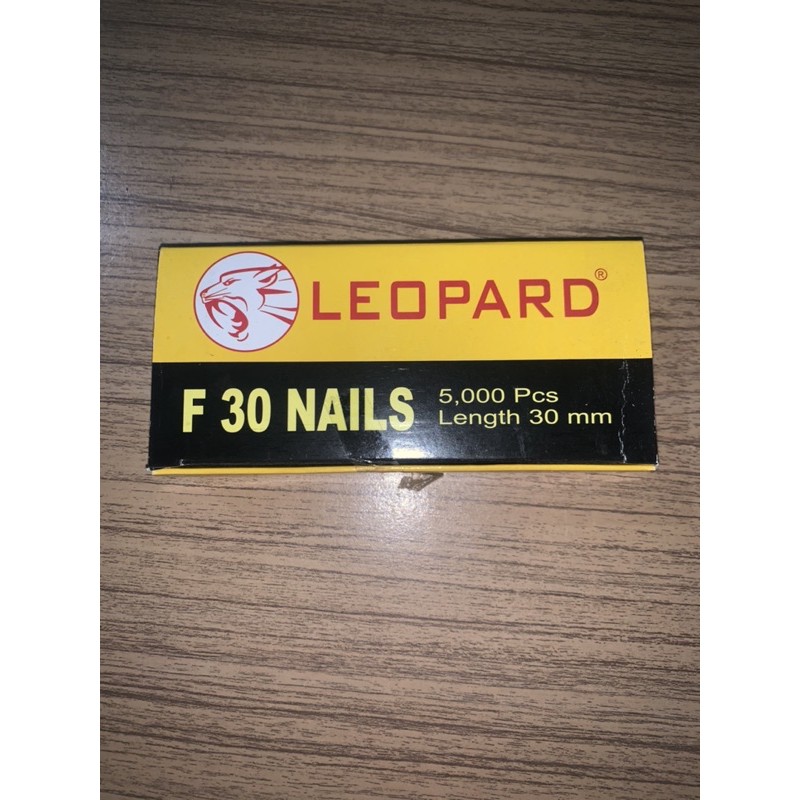 LEOPARD®
F 30 NAILS
5,000 Pcs
Length 30 mm